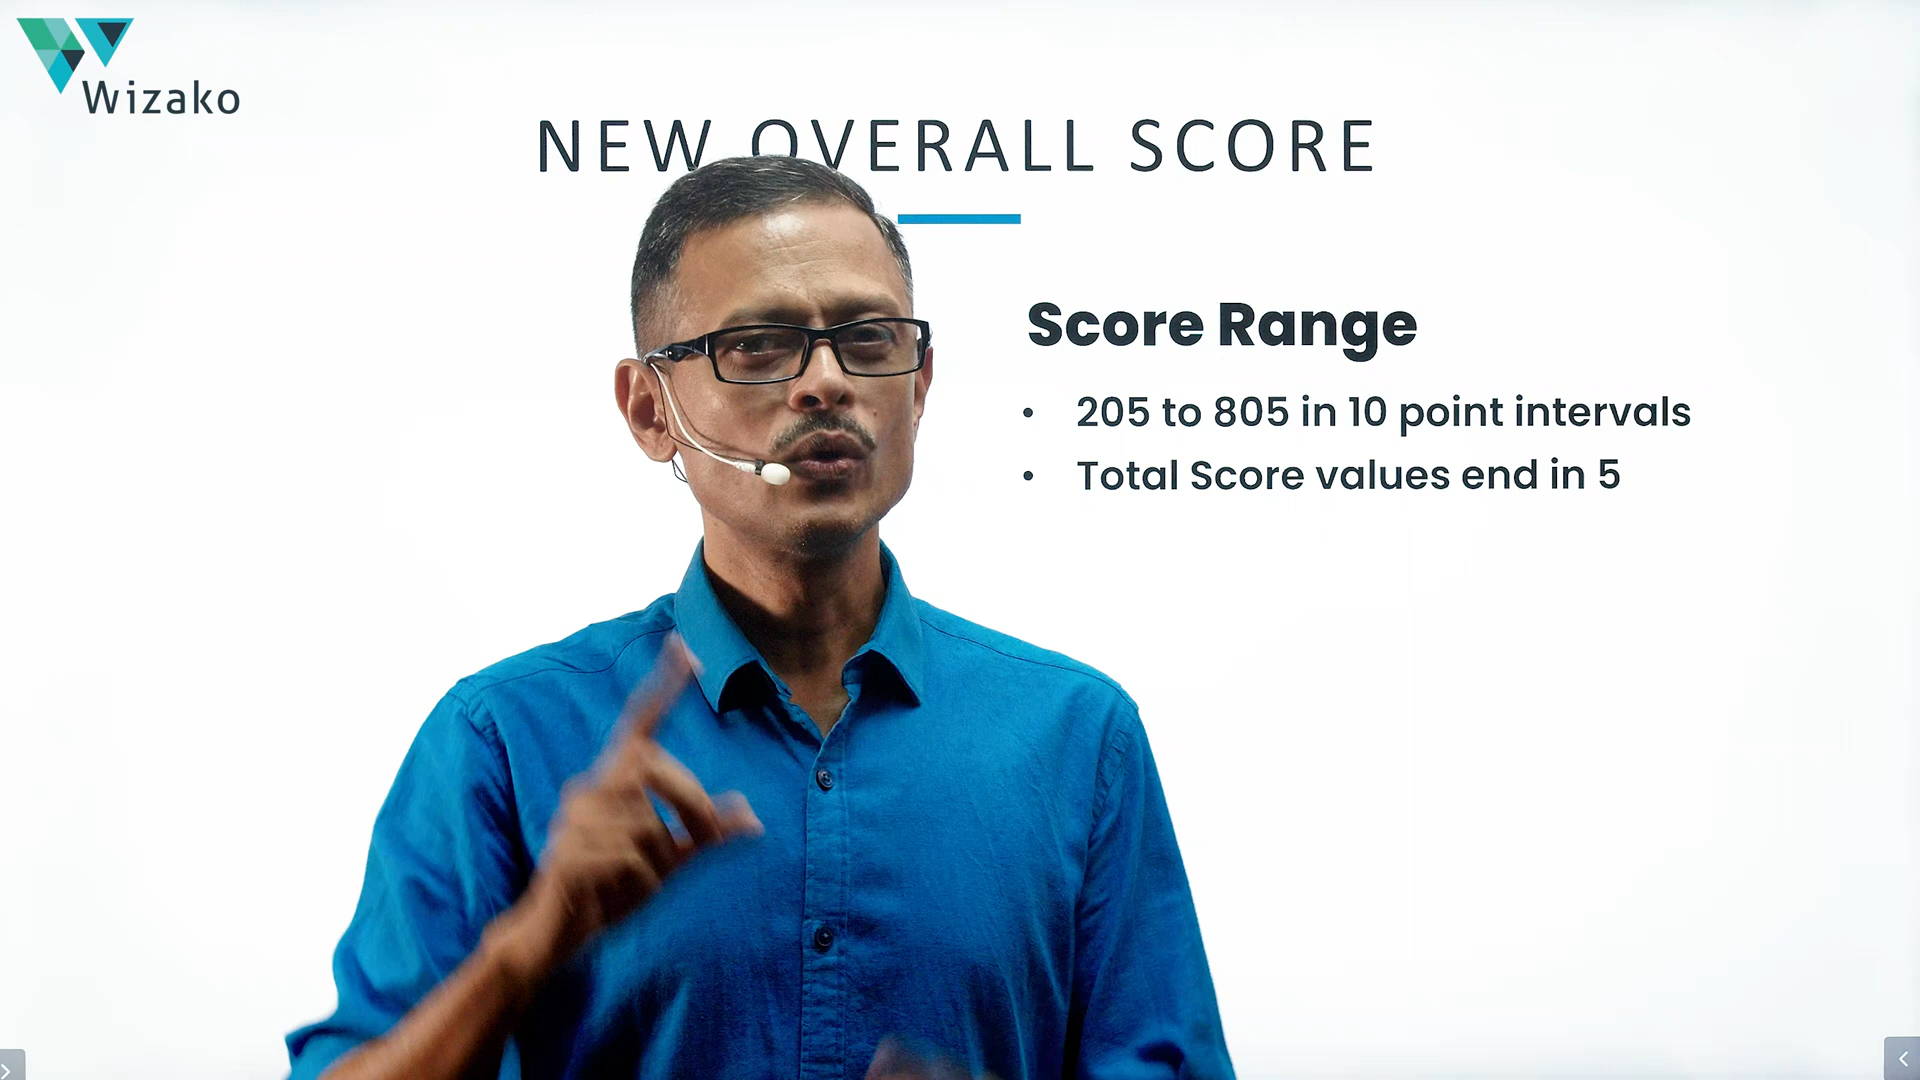 Wizako
NEW OVERALL SCORE
Score Range
• 205 to 805 in 10 point intervals
• Total Score values end in 5